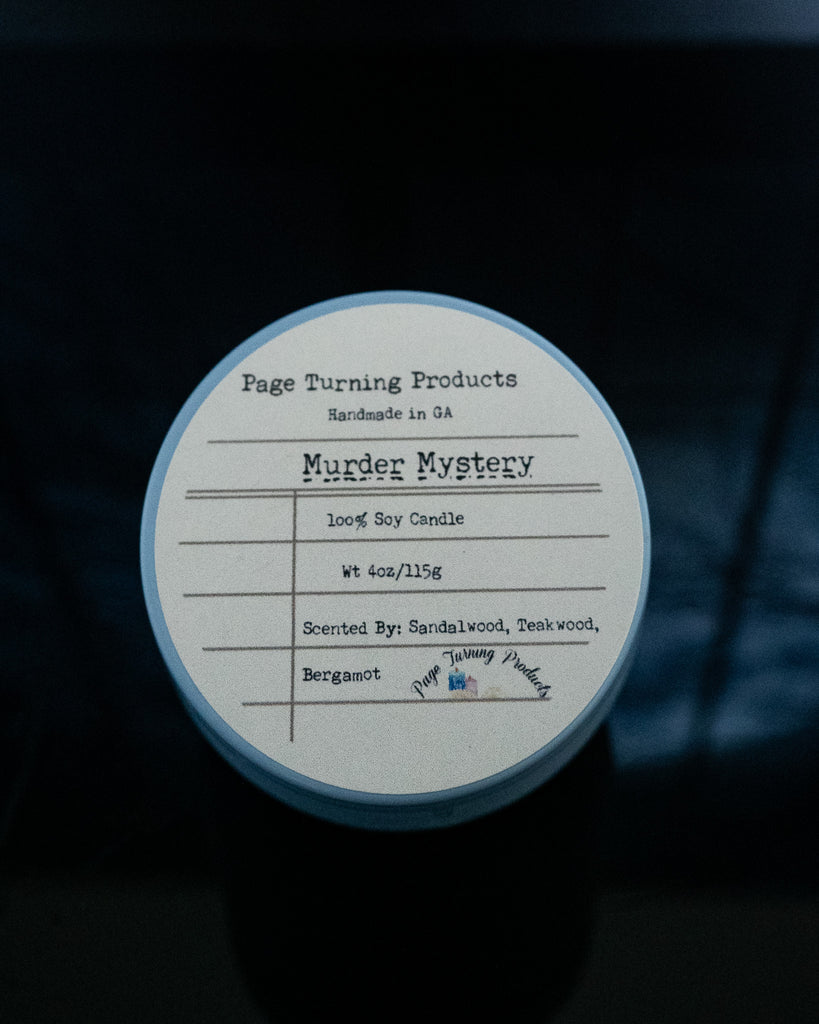 Page Turning Products
Handmade in GA
Murder Mystery
100% Soy Candle
Wt 4oz/115g
Scented By: Sandalwood, Teakwood,
Bergamot
Page Turning Products